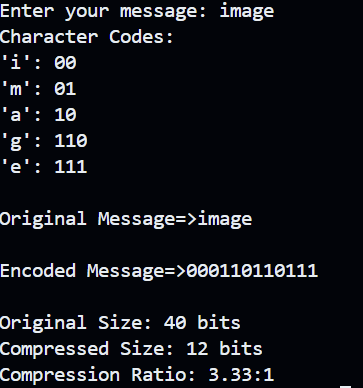 Enter your message: image
Character Codes:
'i': 00
'm': 01
'a': 10
'g': 110
'e': 111
Original Message=>image
Encoded Message=>000110110111
Original Size: 40 bits
Compressed Size: 12 bits
Compression Ratio: 3.33:1